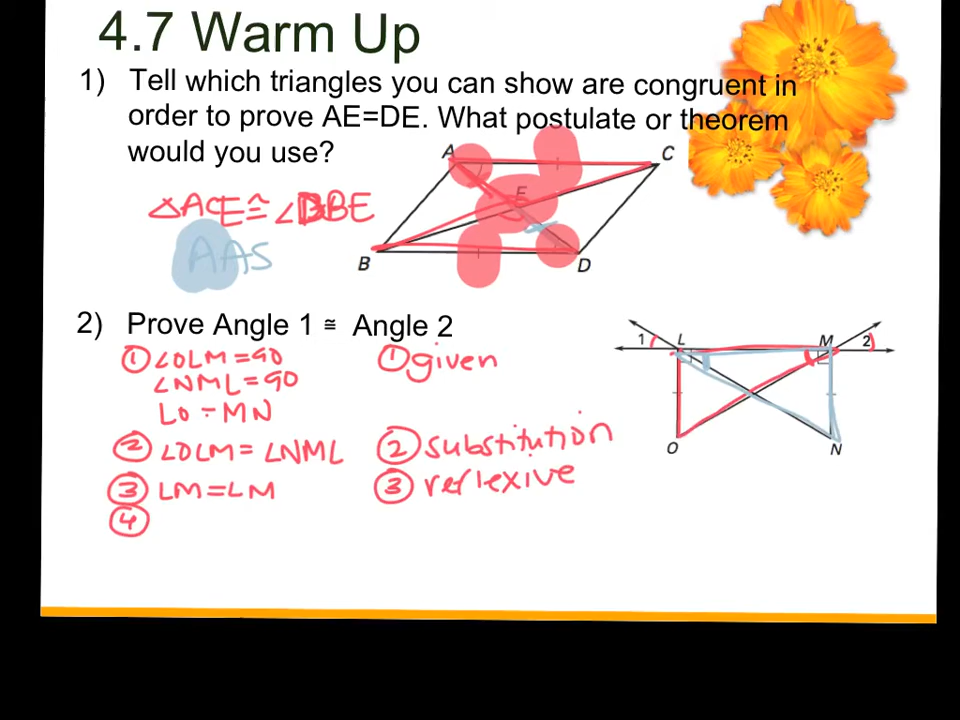 4.7 Warm Up
1) Tell which triangles you can show are congruent in
order to prove AE=DE. What postulate or theorem
would you use?
△ACE≅∠DBE
AAS
A
C
E
B
D
2) Prove Angle 1 ≅ Angle 2
① ∠OLM = 90
∠NML = 90
LO = MN
① given
② ∠OLM = ∠NML
② substitution
③ LM = LM
③ reflexive
④
1 L M 2
O N